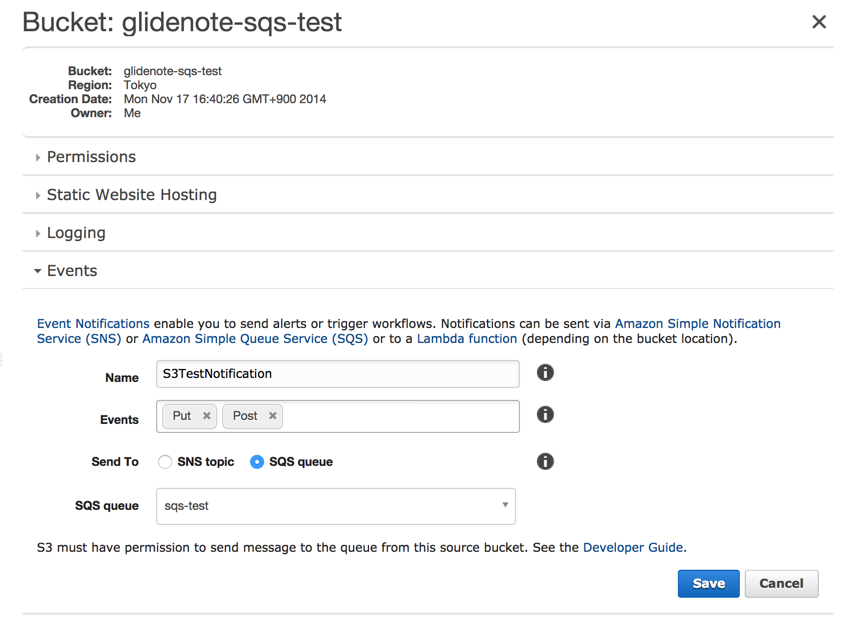 Bucket: glidenote-sqs-test
Bucket: glidenote-sqs-test
Region: Tokyo
Creation Date: Mon Nov 17 16:40:26 GMT+900 2014
Owner: Me
Permissions
Static Website Hosting
Logging
Events
Event Notifications enable you to send alerts or trigger workflows. Notifications can be sent via Amazon Simple Notification
Service (SNS) or Amazon Simple Queue Service (SQS) or to a Lambda function (depending on the bucket location).
Name S3TestNotification
Events Put Post
Send To SNS topic SQS queue
SQS queue sqs-test
S3 must have permission to send message to the queue from this source bucket. See the Developer Guide.
Save Cancel